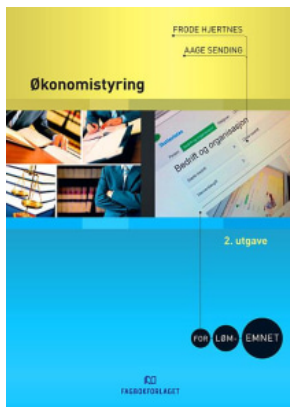 FRODE HJERTNES
AAGE SENDING
Økonomistyring
Bedrift og organisasjon
2. utgave
FOR LØM- EMNET
FAGBOKFORLAGET